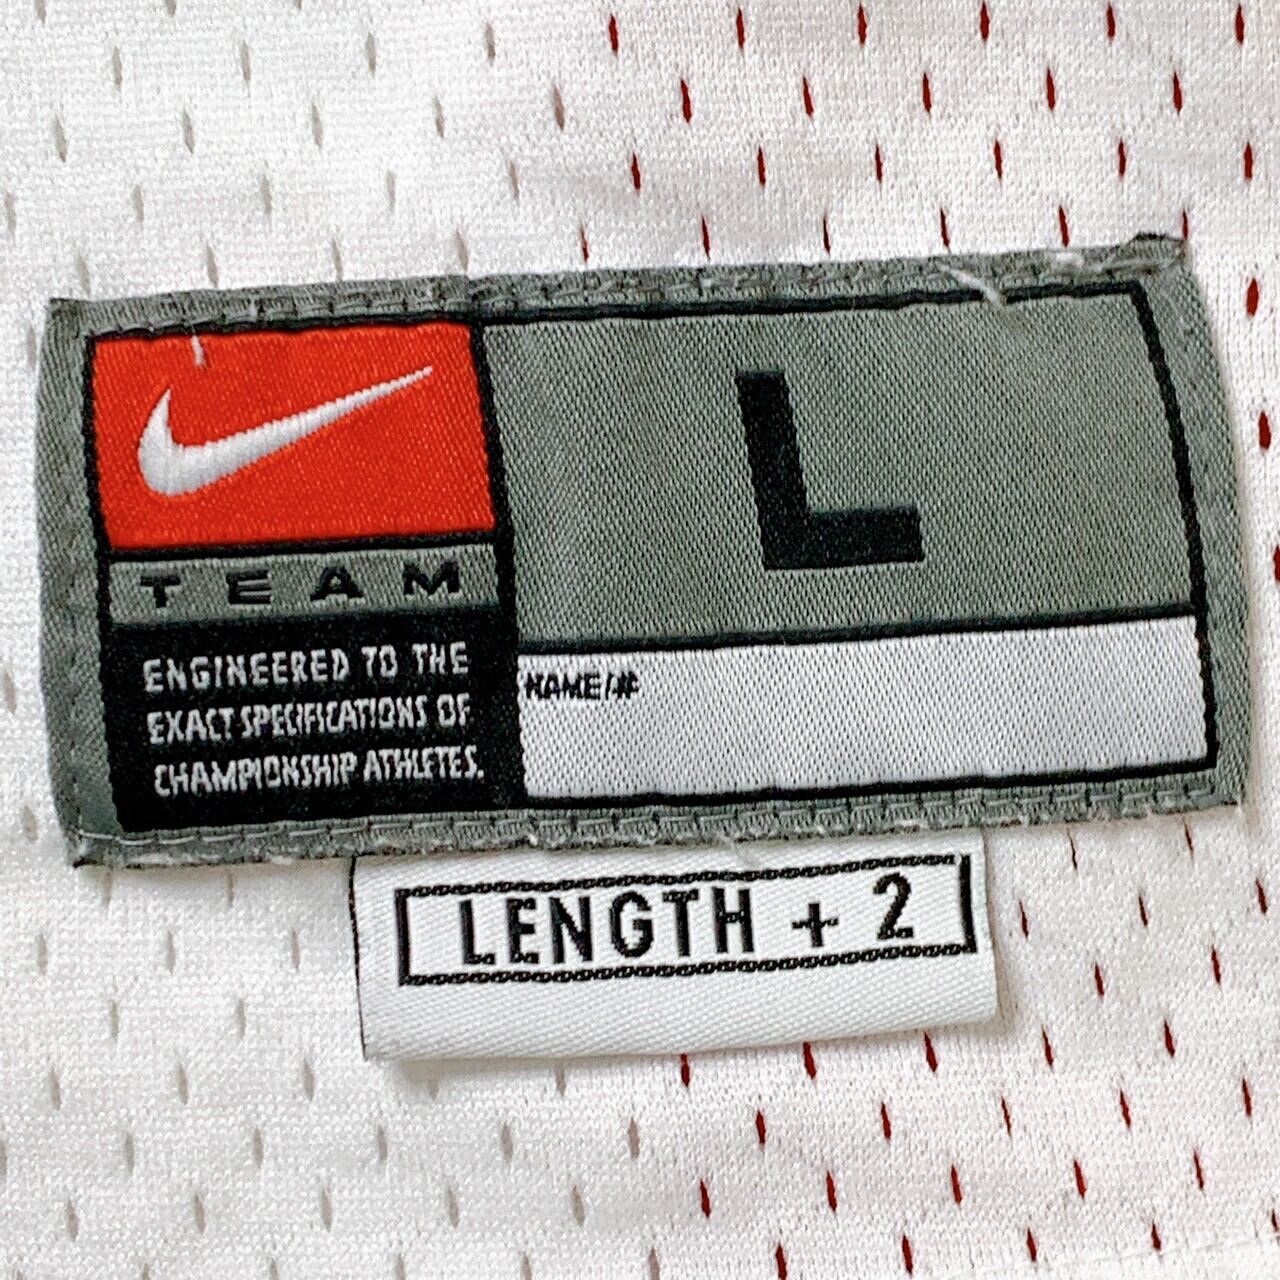 TEAM
ENGINEERED TO THE
EXACT SPECIFICATIONS OF
CHAMPIONSHIP ATHLETES.
L
NAME/#
LENGTH + 2